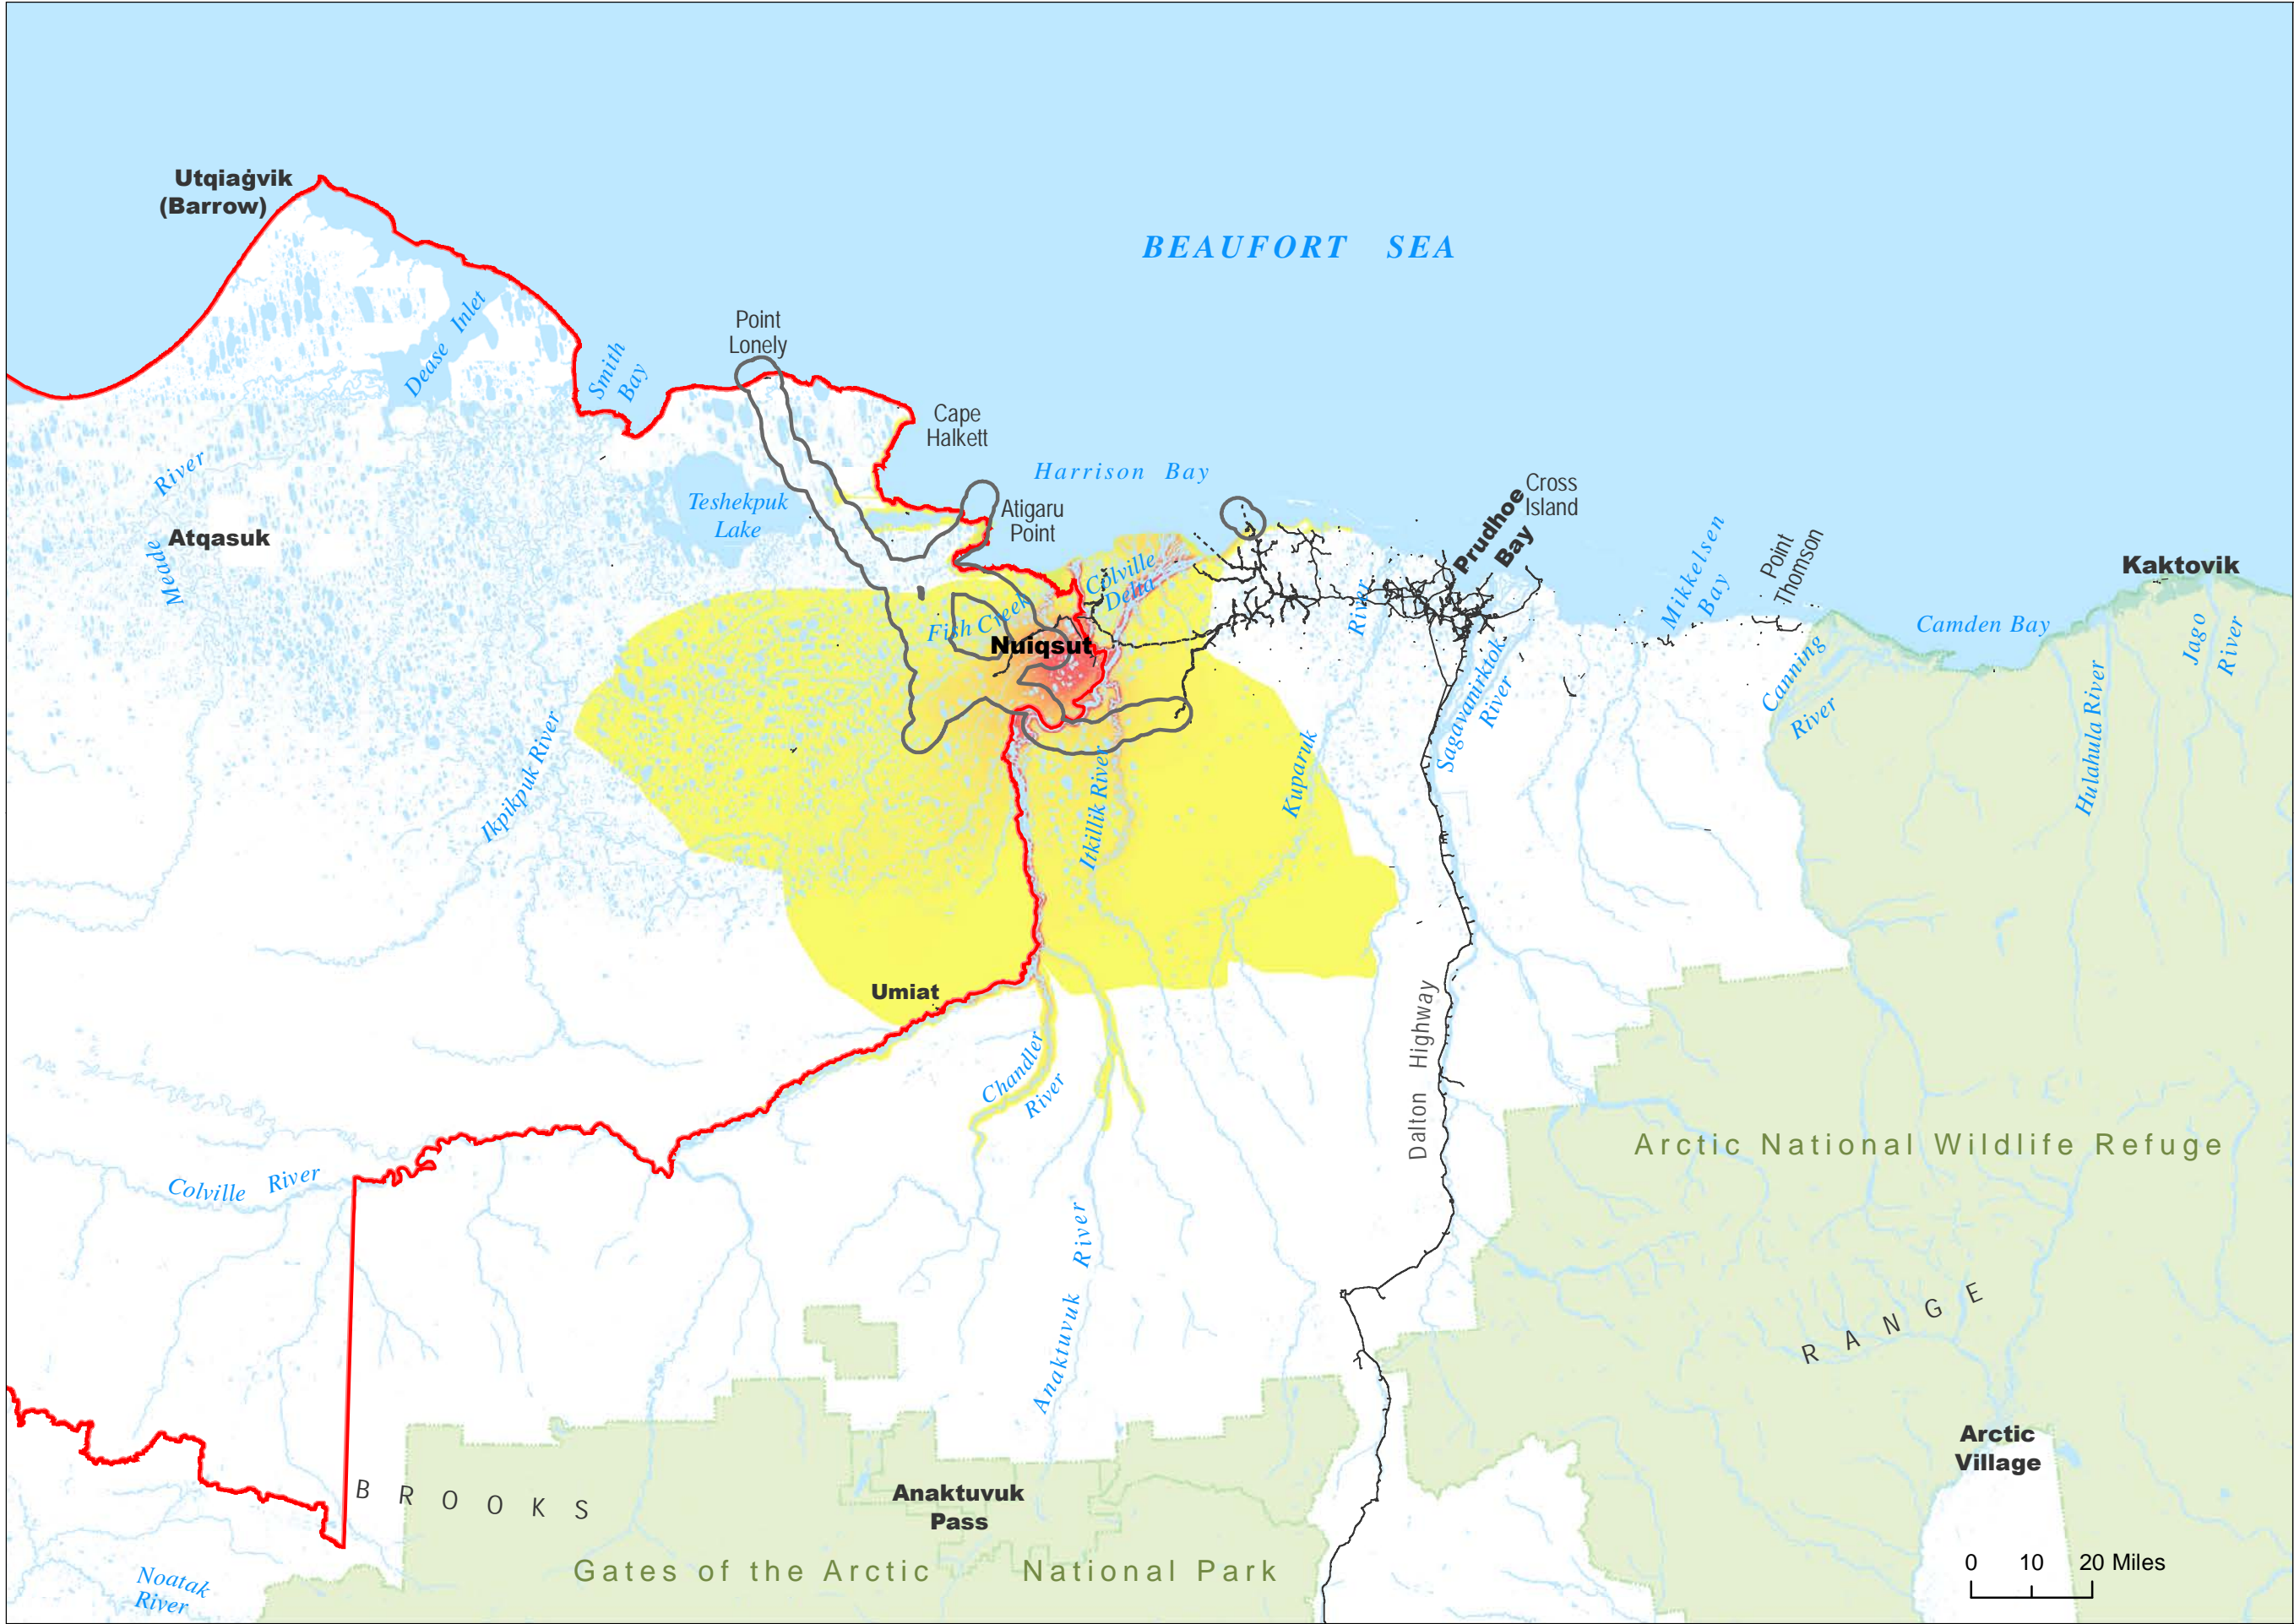 Utqiaġvik
(Barrow)
BEAUFORT SEA
Dease Inlet
Smith
Bay
Point
Lonely
Cape
Halkett
Harrison Bay
Atigaru
Point
Teshekpuk
Lake
Meade River
Atqasuk
Cross
Island
Prudhoe
Bay
Mikkelsen
Bay
Point
Thomson
Kaktovik
Camden Bay
Colville
Delta
Fish Creek
Nuiqsut
Canning
River
Hulahula River
Jago
River
Sagavanirktok
River
Kuparuk River
Itkillik River
Ikpikpuk River
Umiat
Chandler
River
Dalton Highway
Arctic National Wildlife Refuge
Colville River
Anaktuvuk River
BROOKS RANGE
Arctic
Village
Anaktuvuk
Pass
Gates of the Arctic National Park
Noatak
River
0 10 20 Miles